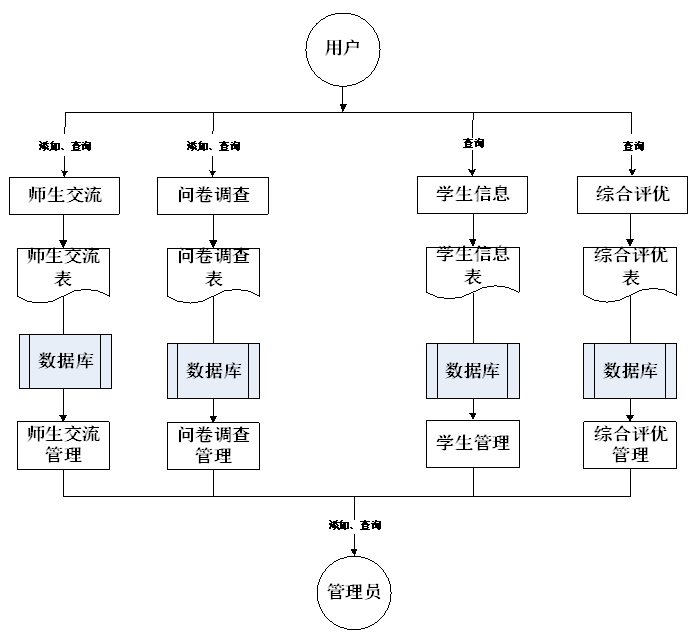 用户
添加、查询
添加、查询
查询
查询
师生交流
问卷调查
学生信息
综合评优
师生交流
表
问卷调查
表
学生信息
表
综合评优
表
数据库
数据库
数据库
数据库
师生交流
管理
问卷调查
管理
学生管理
综合评优
管理
添加、查询
管理员